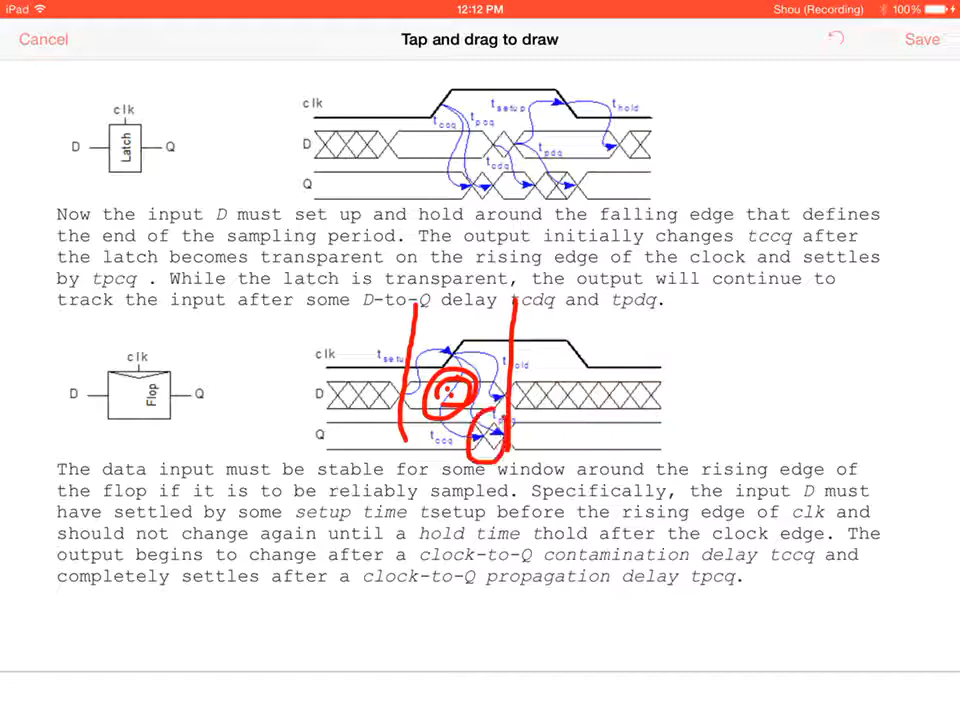 iPad 12:12 PM Shou (Recording) 100%
Cancel Tap and drag to draw Save
clk
Latch
D Q
clk
D
Q
tsetup thold
tccq tpcq
tcdq tpdq
Now the input D must set up and hold around the falling edge that defines
the end of the sampling period. The output initially changes tccq after
the latch becomes transparent on the rising edge of the clock and settles
by tpcq . While the latch is transparent, the output will continue to
track the input after some D-to-Q delay tcdq and tpdq.
clk
Flop
D Q
clk
D
Q
tccq
The data input must be stable for some window around the rising edge of
the flop if it is to be reliably sampled. Specifically, the input D must
have settled by some setup time tsetup before the rising edge of clk and
should not change again until a hold time thold after the clock edge. The
output begins to change after a clock-to-Q contamination delay tccq and
completely settles after a clock-to-Q propagation delay tpcq.